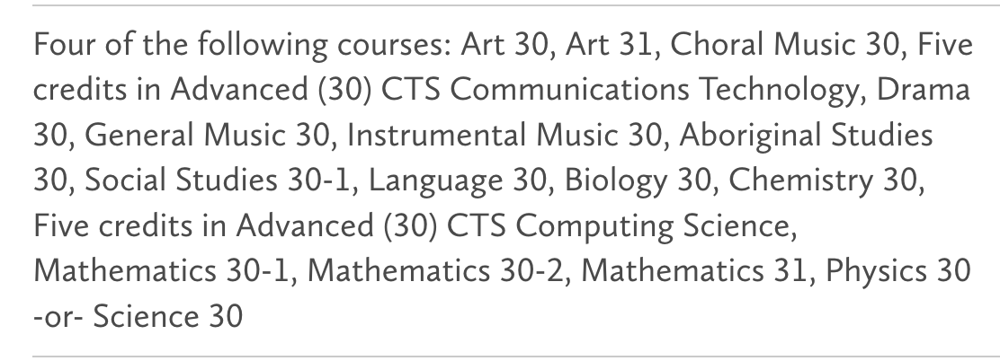 Four of the following courses: Art 30, Art 31, Choral Music 30, Five
credits in Advanced (30) CTS Communications Technology, Drama
30, General Music 30, Instrumental Music 30, Aboriginal Studies
30, Social Studies 30-1, Language 30, Biology 30, Chemistry 30,
Five credits in Advanced (30) CTS Computing Science,
Mathematics 30-1, Mathematics 30-2, Mathematics 31, Physics 30
-or- Science 30